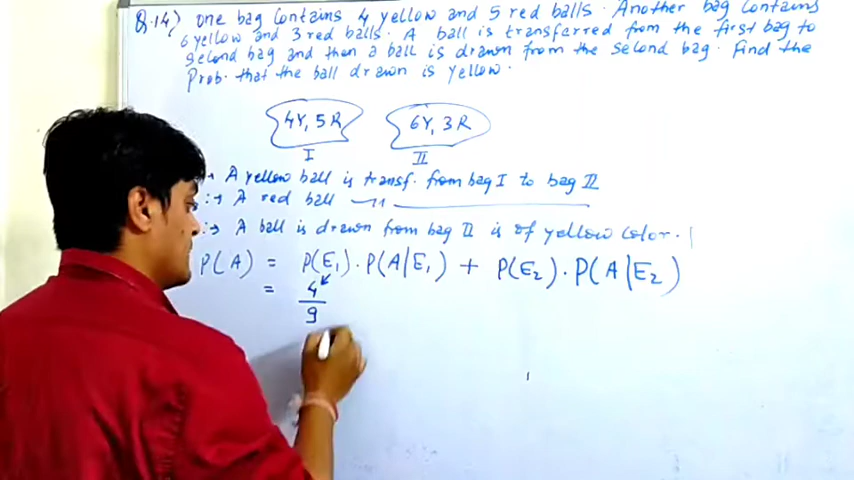 Q.14) One bag Contains 4 yellow and 5 red balls. Another bag Contains
6 yellow and 3 red balls. A ball is transferred from the first bag to
second bag and then a ball is drawn from the second bag. Find the
Prob. that the ball drawn is yellow.
4Y, 5R 6Y, 3R
I II
A yellow ball is transf. from bag I to bag II
:→ A red ball —〃—
:→ A ball is drawn from bag II is of yellow color.
P(A) = P(E₁).P(A|E₁) + P(E₂).P(A|E₂)
= 4
9